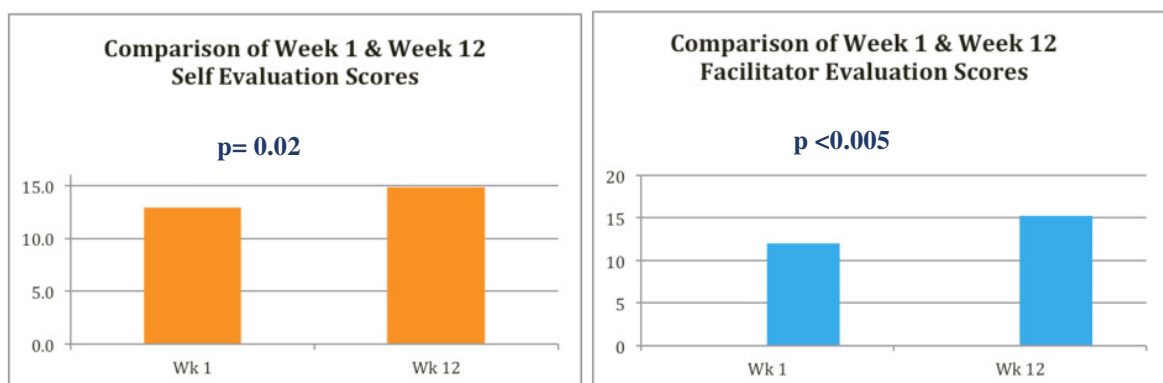 Comparison of Week 1 & Week 12
Self Evaluation Scores
p= 0.02
15.0
10.0
5.0
0.0
Wk 1
Wk 12
Comparison of Week 1 & Week 12
Facilitator Evaluation Scores
p <0.005
20
15
10
5
0
Wk 1
Wk 12